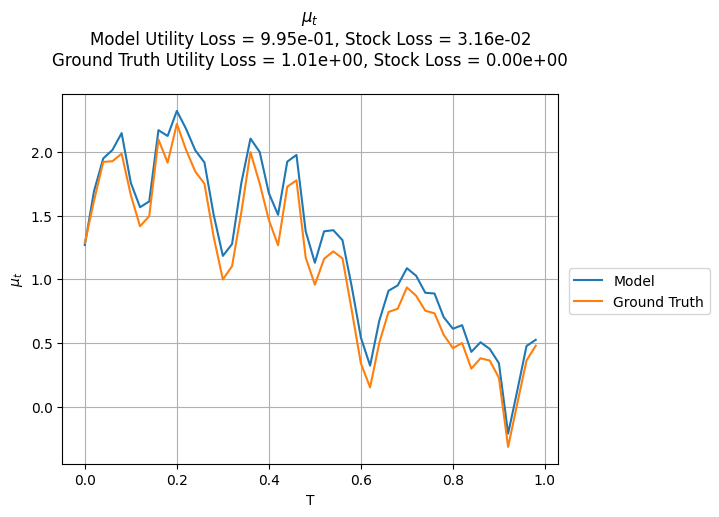 μt
Model Utility Loss = 9.95e-01, Stock Loss = 3.16e-02
Ground Truth Utility Loss = 1.01e+00, Stock Loss = 0.00e+00
2.0
1.5
1.0
0.5
0.0
μt
0.0 0.2 0.4 0.6 0.8 1.0
T
Model
Ground Truth